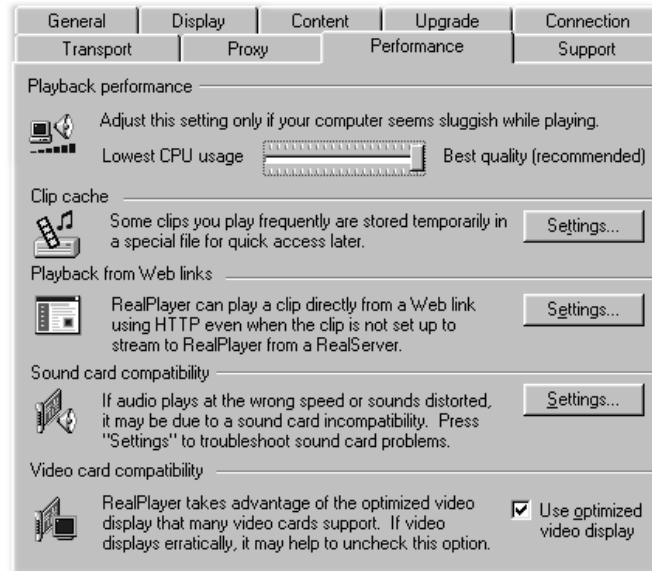 General Display Content Upgrade Connection
Transport Proxy Performance Support
Playback performance
Adjust this setting only if your computer seems sluggish while playing.
Lowest CPU usage Best quality (recommended)
Clip cache
Some clips you play frequently are stored temporarily in
a special file for quick access later.
Settings...
Playback from Web links
RealPlayer can play a clip directly from a Web link
using HTTP even when the clip is not set up to
stream to RealPlayer from a RealServer.
Settings...
Sound card compatibility
If audio plays at the wrong speed or sounds distorted,
it may be due to a sound card incompatibility. Press
"Settings" to troubleshoot sound card problems.
Settings...
Video card compatibility
RealPlayer takes advantage of the optimized video
display that many video cards support. If video
displays erratically, it may help to uncheck this option.
Use optimized
video display